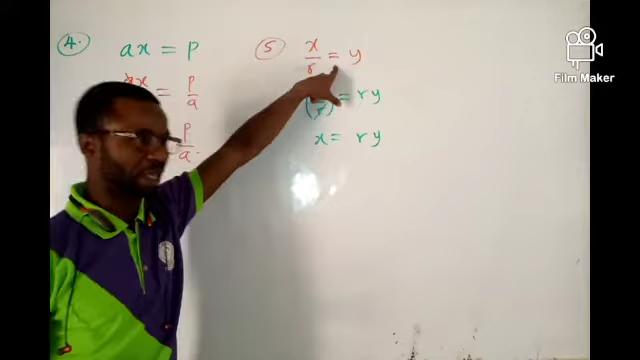 4. ax = p
x = p/a
p/a.
5. x/r = y
= ry
x = ry
Film Maker